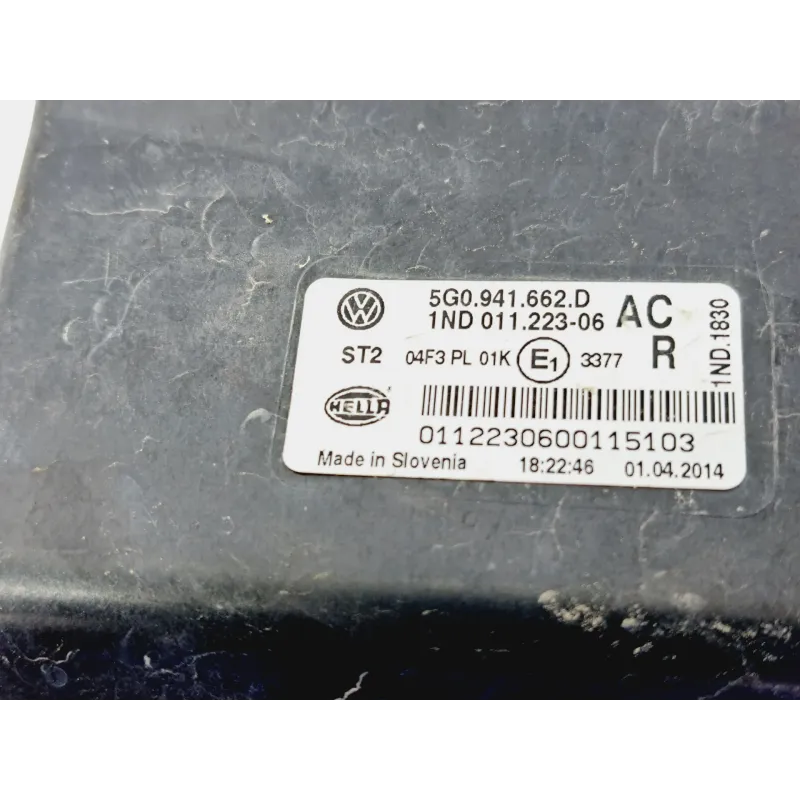 5G0.941.662.D
1ND 011.223-06 AC
ST2 04F3 PL 01K E1 3377 R
1ND.1830
HELLA
0112230600115103
Made in Slovenia 18:22:46 01.04.2014